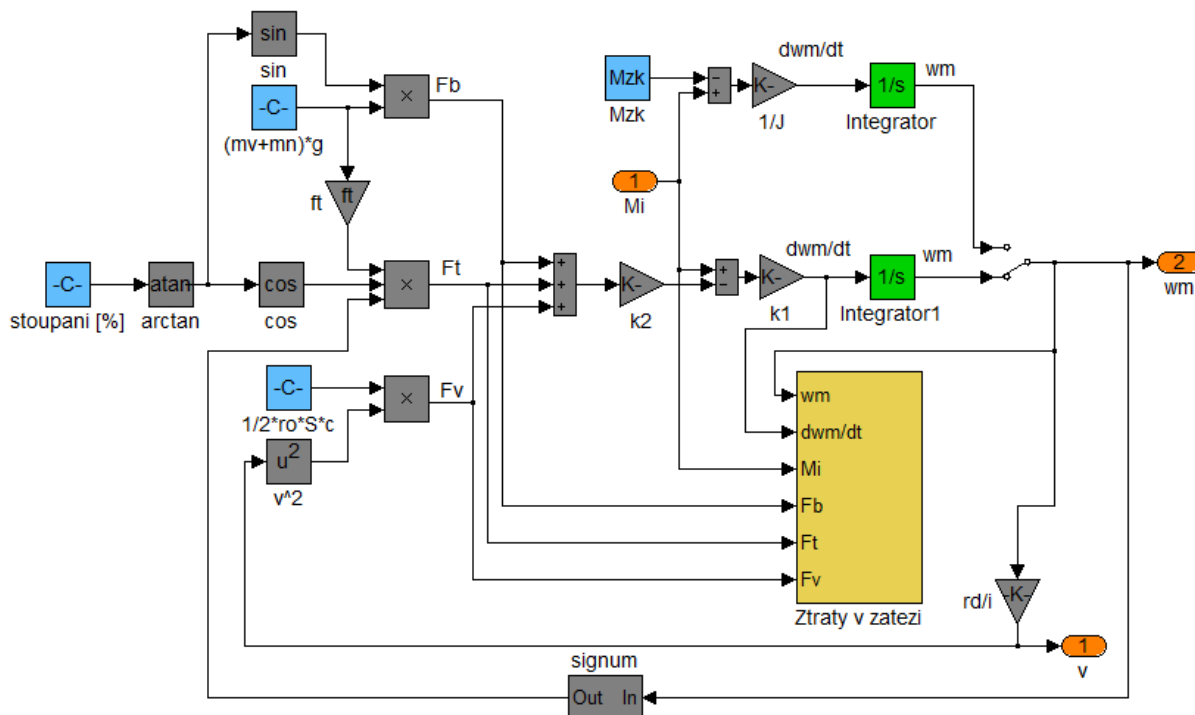 sin
sin
-C-
(mv+mn)*g
×
Fb
ft
ft
-C-
stoupani [%]
atan
arctan
cos
cos
×
Ft
-C-
1/2*ro*S*c
u2
v^2
×
Fv
+
+
+
K-
k2
Mzk
Mzk
−
+
K-
1/J
dwm/dt
1/s
Integrator
wm
1
Mi
+
−
K-
k1
dwm/dt
1/s
Integrator1
wm
2
wm
wm
dwm/dt
Mi
Fb
Ft
Fv
Ztraty v zatezi
-K-
rd/i
1
v
signum
Out In